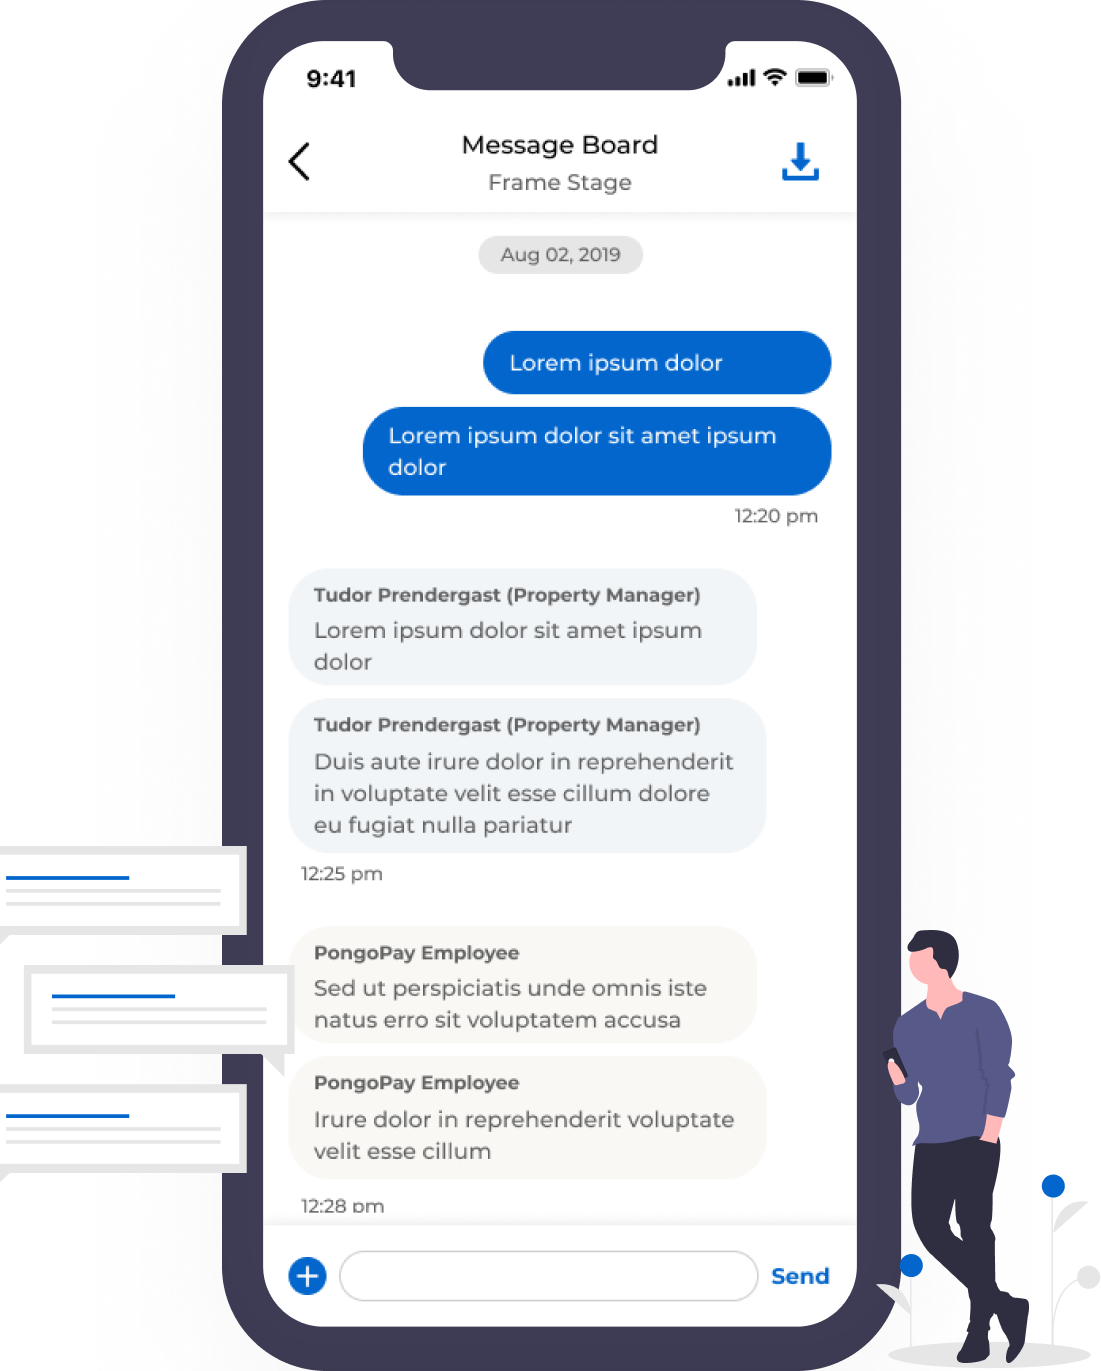 9:41
Message Board
Frame Stage
Aug 02, 2019
Lorem ipsum dolor
Lorem ipsum dolor sit amet ipsum
dolor
12:20 pm
Tudor Prendergast (Property Manager)
Lorem ipsum dolor sit amet ipsum
dolor
Tudor Prendergast (Property Manager)
Duis aute irure dolor in reprehenderit
in voluptate velit esse cillum dolore
eu fugiat nulla pariatur
12:25 pm
PongoPay Employee
Sed ut perspiciatis unde omnis iste
natus erro sit voluptatem accusa
PongoPay Employee
Irure dolor in reprehenderit voluptate
velit esse cillum
12:28 pm
Send